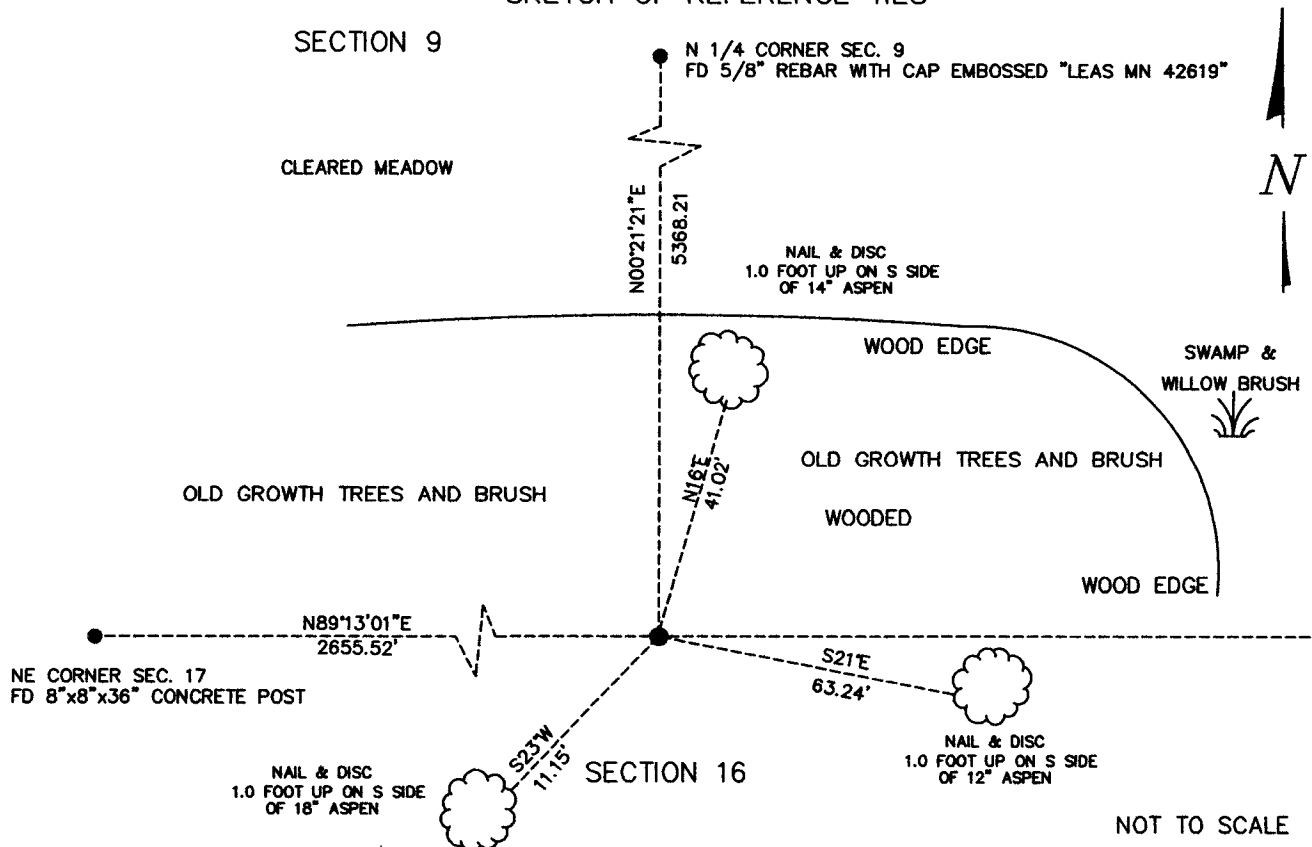 SECTION 9
N 1/4 CORNER SEC. 9
FD 5/8" REBAR WITH CAP EMBOSSED "LEAS MN 42619"
CLEARED MEADOW
N
N00°21'21"E
5368.21
NAIL & DISC
1.0 FOOT UP ON S SIDE
OF 14" ASPEN
WOOD EDGE
SWAMP &
WILLOW BRUSH
OLD GROWTH TREES AND BRUSH
N16°E
41.02'
OLD GROWTH TREES AND BRUSH
WOODED
WOOD EDGE
N89°13'01"E
2655.52'
NE CORNER SEC. 17
FD 8"x8"x36" CONCRETE POST
S21°E
63.24'
S23°W
11.15'
SECTION 16
NAIL & DISC
1.0 FOOT UP ON S SIDE
OF 12" ASPEN
NAIL & DISC
1.0 FOOT UP ON S SIDE
OF 18" ASPEN
NOT TO SCALE